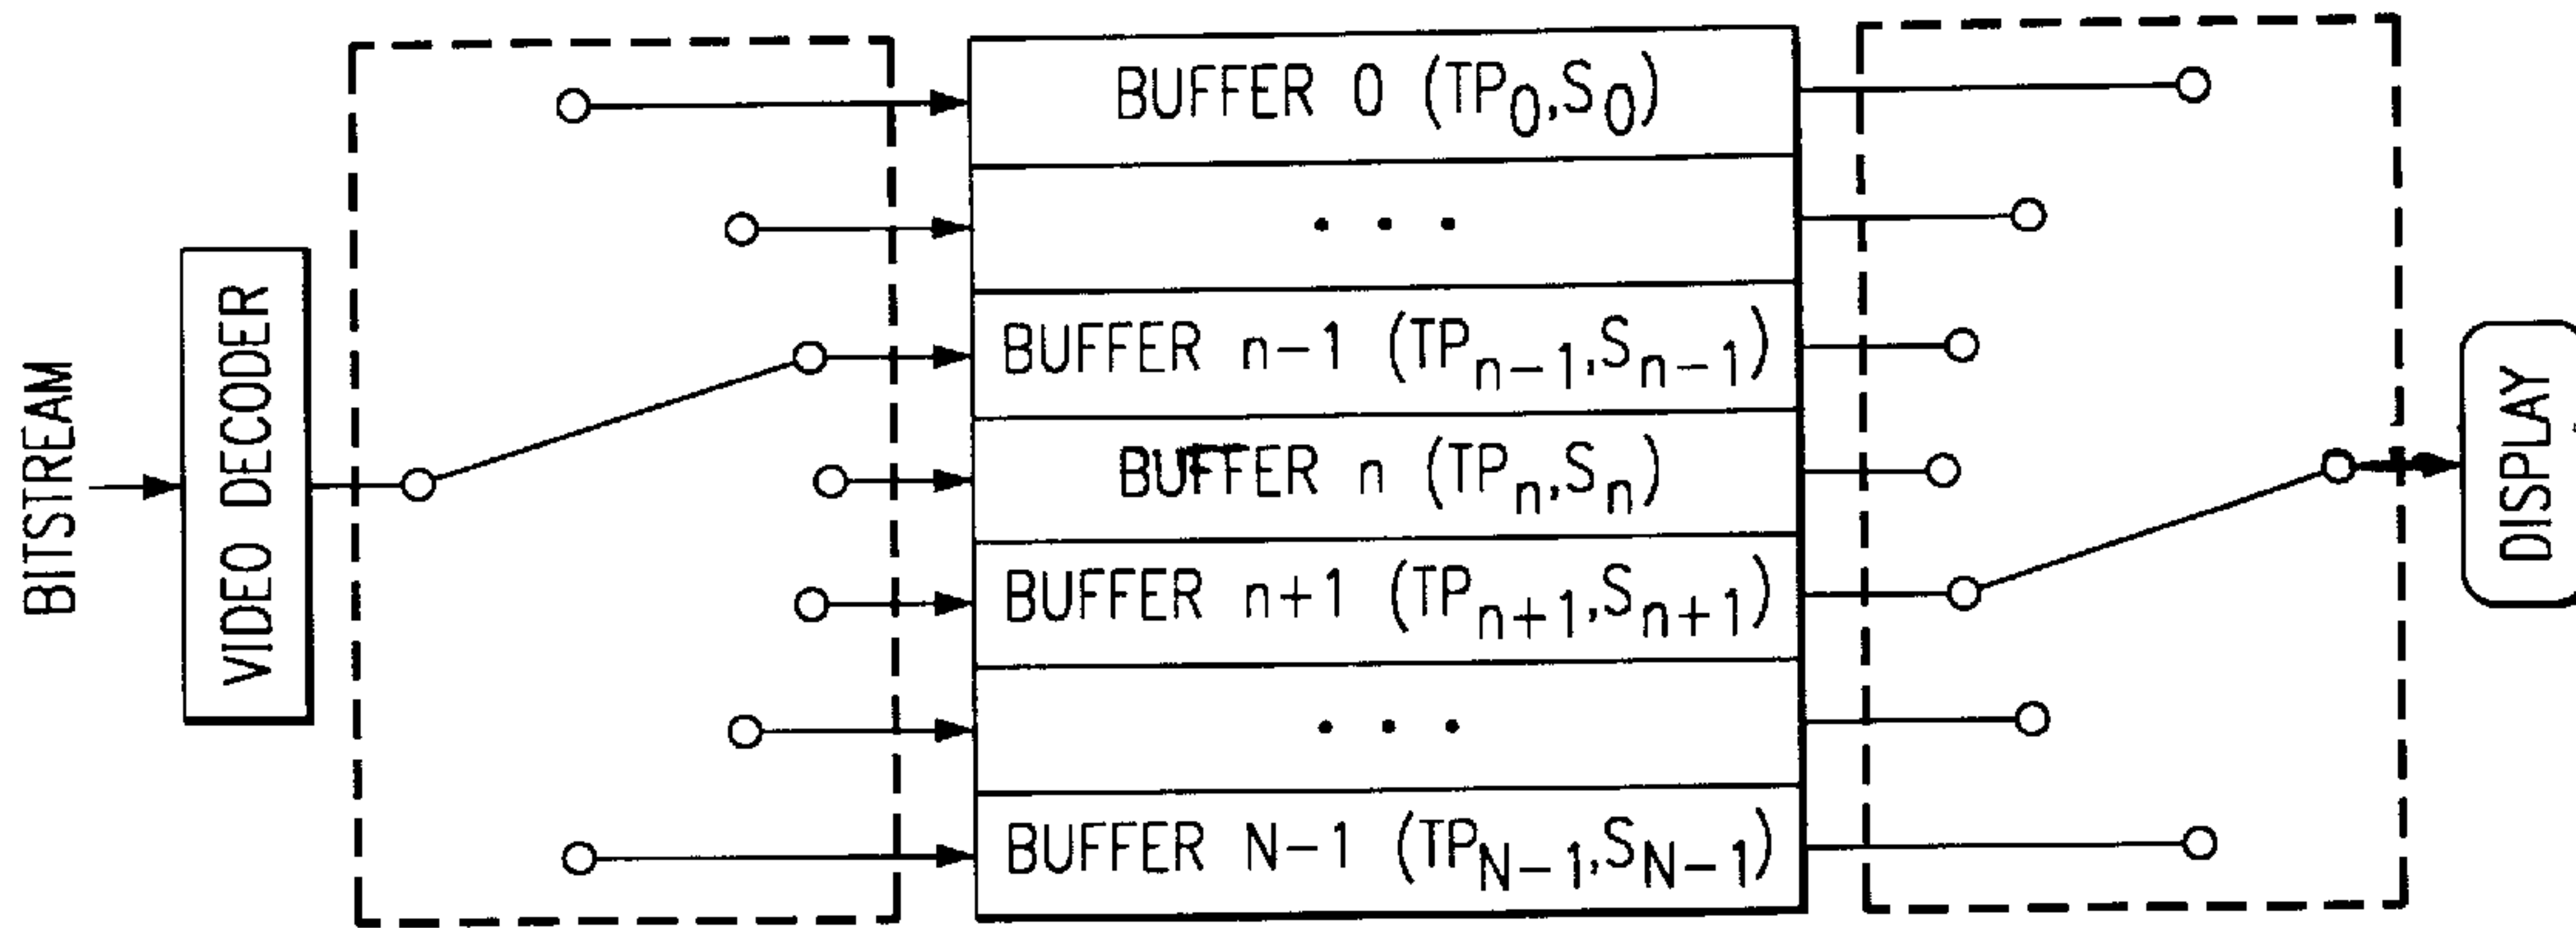 BITSTREAM
VIDEO DECODER
BUFFER 0 (TP0,S0)
. . .
BUFFER n-1 (TPn-1,Sn-1)
BUFFER n (TPn,Sn)
BUFFER n+1 (TPn+1,Sn+1)
. . .
BUFFER N-1 (TPN-1,SN-1)
DISPLAY